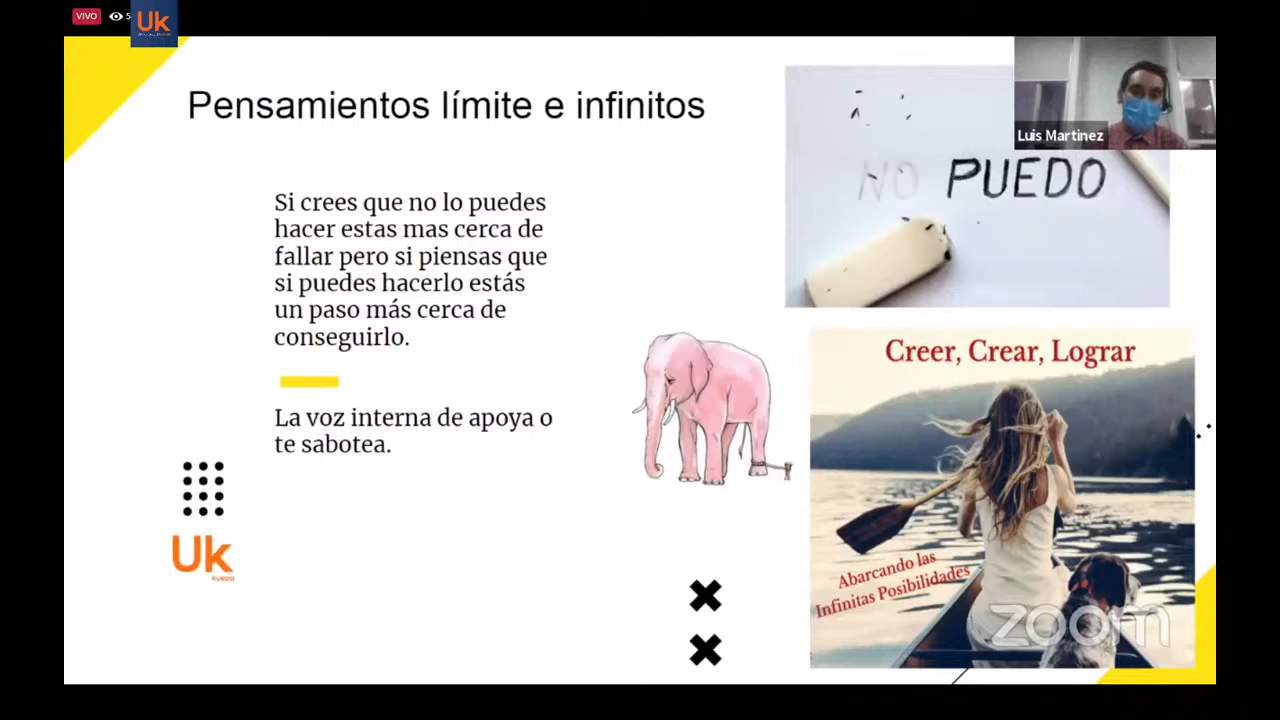 VIVO
5
Uk
Pensamientos límite e infinitos
Luis Martinez
NO PUEDO
Si crees que no lo puedes
hacer estas mas cerca de
fallar pero si piensas que
si puedes hacerlo estás
un paso más cerca de
conseguirlo.
La voz interna de apoya o
te sabotea.
Creer, Crear, Lograr
Abarcando las
Infinitas Posibilidades
Uk
zoom